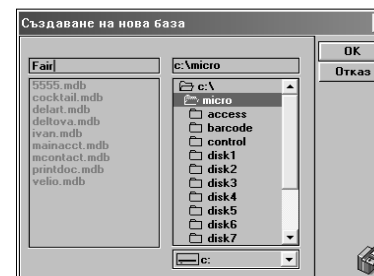 Създаване на нова база
Fair
c:\micro
OK
Отказ
5555.mdb
cocktail.mdb
delart.mdb
deltova.mdb
ivan.mdb
mainacct.mdb
mcontact.mdb
printdoc.mdb
velio.mdb
c:\
micro
access
barcode
control
disk1
disk2
disk3
disk4
disk5
disk6
disk7
c: